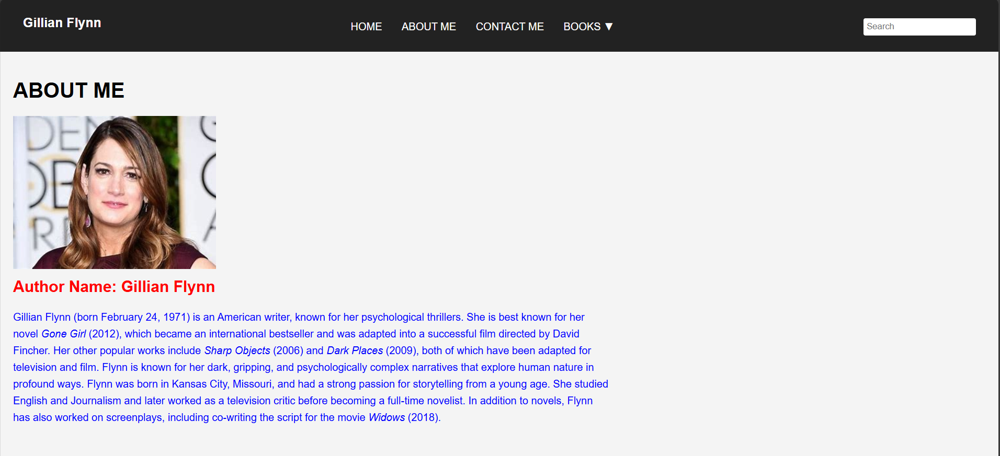 Gillian Flynn
HOME ABOUT ME CONTACT ME BOOKS ▼
Search
ABOUT ME
DEN G
OB
RE A
Author Name: Gillian Flynn
Gillian Flynn (born February 24, 1971) is an American writer, known for her psychological thrillers. She is best known for her
novel Gone Girl (2012), which became an international bestseller and was adapted into a successful film directed by David
Fincher. Her other popular works include Sharp Objects (2006) and Dark Places (2009), both of which have been adapted for
television and film. Flynn is known for her dark, gripping, and psychologically complex narratives that explore human nature in
profound ways. Flynn was born in Kansas City, Missouri, and had a strong passion for storytelling from a young age. She studied
English and Journalism and later worked as a television critic before becoming a full-time novelist. In addition to novels, Flynn
has also worked on screenplays, including co-writing the script for the movie Widows (2018).